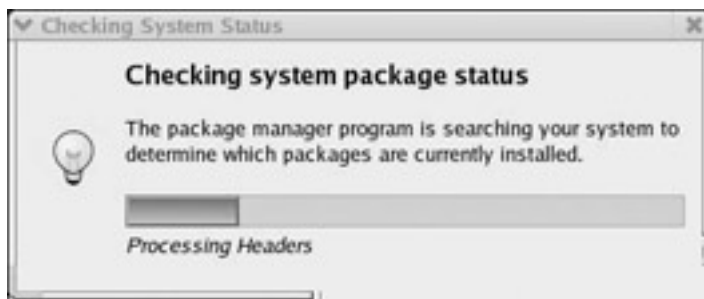 Checking System Status
Checking system package status
The package manager program is searching your system to
determine which packages are currently installed.
Processing Headers